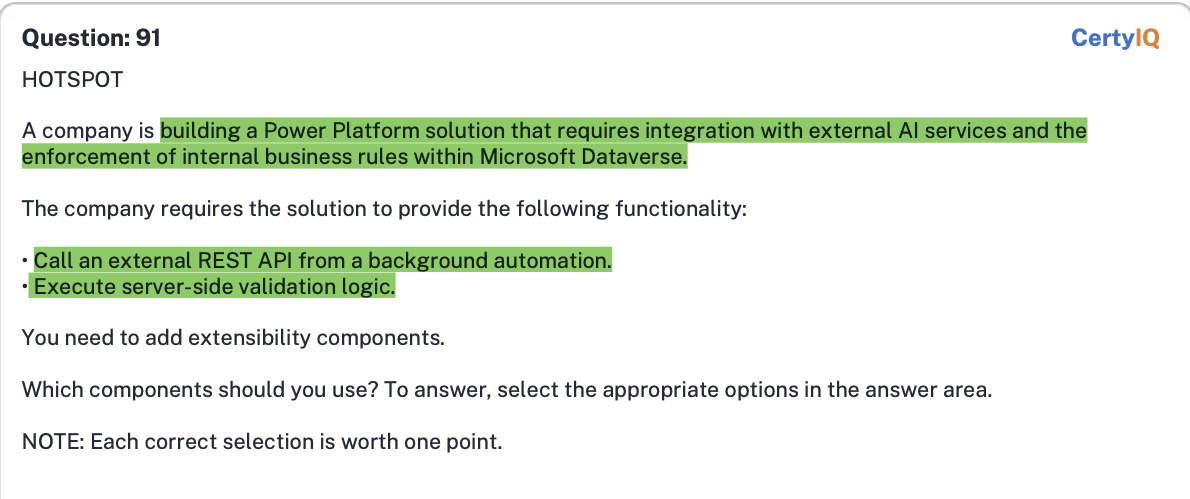 Question: 91
CertyIQ
HOTSPOT
A company is building a Power Platform solution that requires integration with external AI services and the
enforcement of internal business rules within Microsoft Dataverse.
The company requires the solution to provide the following functionality:
• Call an external REST API from a background automation.
• Execute server-side validation logic.
You need to add extensibility components.
Which components should you use? To answer, select the appropriate options in the answer area.
NOTE: Each correct selection is worth one point.